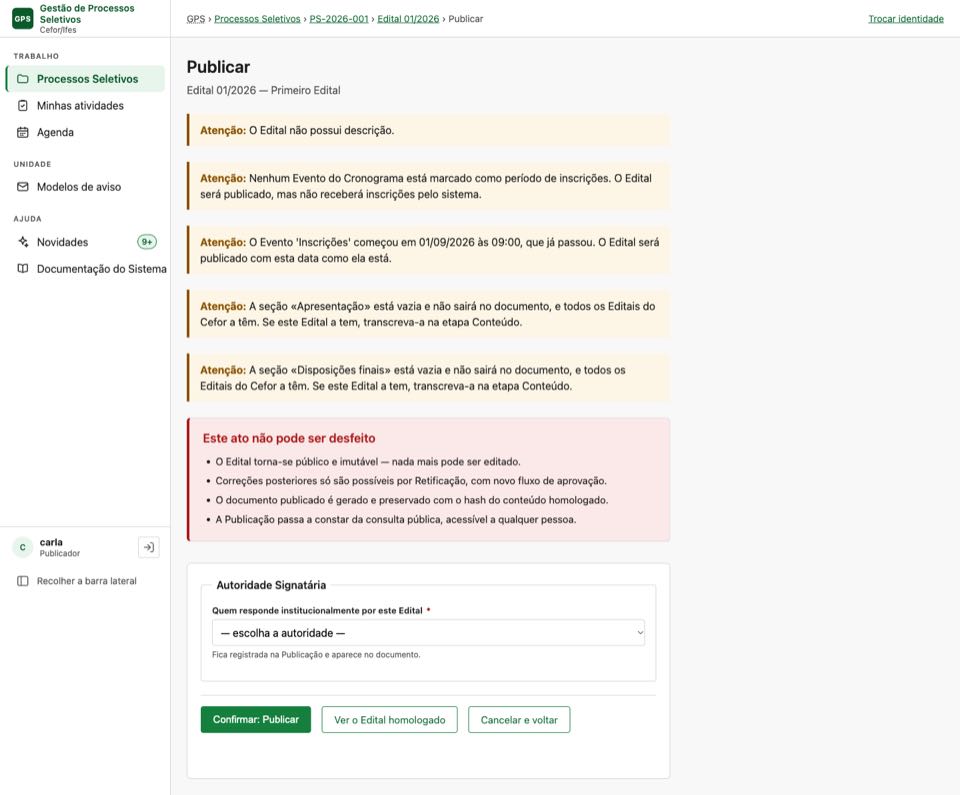 GPS
Gestão de Processos
Seletivos
Cefor/Ifes
GPS › Processos Seletivos › PS-2026-001 › Edital 01/2026 › Publicar
Trocar identidade
TRABALHO
Processos Seletivos
Minhas atividades
Agenda
UNIDADE
Modelos de aviso
AJUDA
Novidades
9+
Documentação do Sistema
C
carla
Publicador
Recolher a barra lateral
Publicar
Edital 01/2026 — Primeiro Edital
Atenção: O Edital não possui descrição.
Atenção: Nenhum Evento do Cronograma está marcado como período de inscrições. O Edital
será publicado, mas não receberá inscrições pelo sistema.
Atenção: O Evento 'Inscrições' começou em 01/09/2026 às 09:00, que já passou. O Edital será
publicado com esta data como ela está.
Atenção: A seção «Apresentação» está vazia e não sairá no documento, e todos os Editais do
Cefor a têm. Se este Edital a tem, transcreva-a na etapa Conteúdo.
Atenção: A seção «Disposições finais» está vazia e não sairá no documento, e todos os
Editais do Cefor a têm. Se este Edital a tem, transcreva-a na etapa Conteúdo.
Este ato não pode ser desfeito
• O Edital torna-se público e imutável — nada mais pode ser editado.
• Correções posteriores só são possíveis por Retificação, com novo fluxo de aprovação.
• O documento publicado é gerado e preservado com o hash do conteúdo homologado.
• A Publicação passa a constar da consulta pública, acessível a qualquer pessoa.
Autoridade Signatária
Quem responde institucionalmente por este Edital *
— escolha a autoridade —
Fica registrada na Publicação e aparece no documento.
Confirmar: Publicar
Ver o Edital homologado
Cancelar e voltar